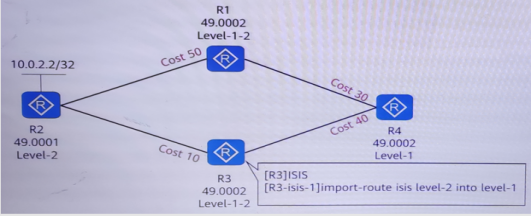 R1
49.0002
Level-1-2
Cost 50
10.0.2.2/32
Cost 30
R
R
R
R2
49.0001
Level-2
Cost 10
Cost 40
R
R4
49.0002
Level-1
R3
49.0002
Level-1-2
[R3]ISIS
[R3-isis-1]import-route isis level-2 into level-1